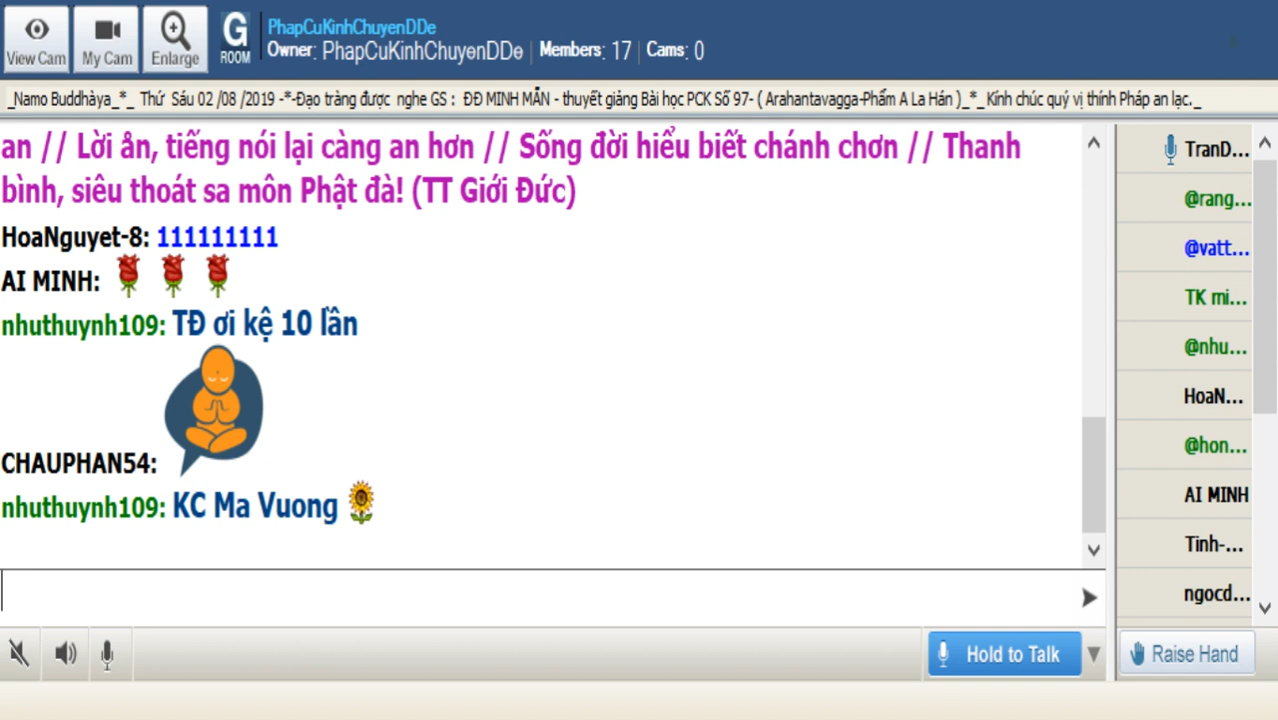 View Cam
My Cam
Enlarge
G
ROOM
PhapCuKinhChuyenDDe
Owner: PhapCuKinhChuyenDDe | Members: 17 | Cams: 0
_Namo Buddhàya_*_ Thứ Sáu 02 /08 /2019 -*-Đạo tràng được nghe GS : ĐĐ MINH MẪN - thuyết giảng Bài học PCK Số 97- ( Arahantavagga-Phẩm A La Hán )_*_Kính chúc quý vị thính Pháp an lạc._
an // Lời ản, tiếng nói lại càng an hơn // Sống đời hiểu biết chánh chơn // Thanh
bình, siêu thoát sa môn Phật đà! (TT Giới Đức)
HoaNguyet-8: 111111111
AI MINH:
nhuthuynh109: TĐ ơi kệ 10 lần
CHAUPHAN54:
nhuthuynh109: KC Ma Vuong
TranD...
@rang...
@vatt...
TK mi...
@nhu...
HoaN...
@hon...
AI MINH
Tinh-...
ngocd...
Hold to Talk
Raise Hand